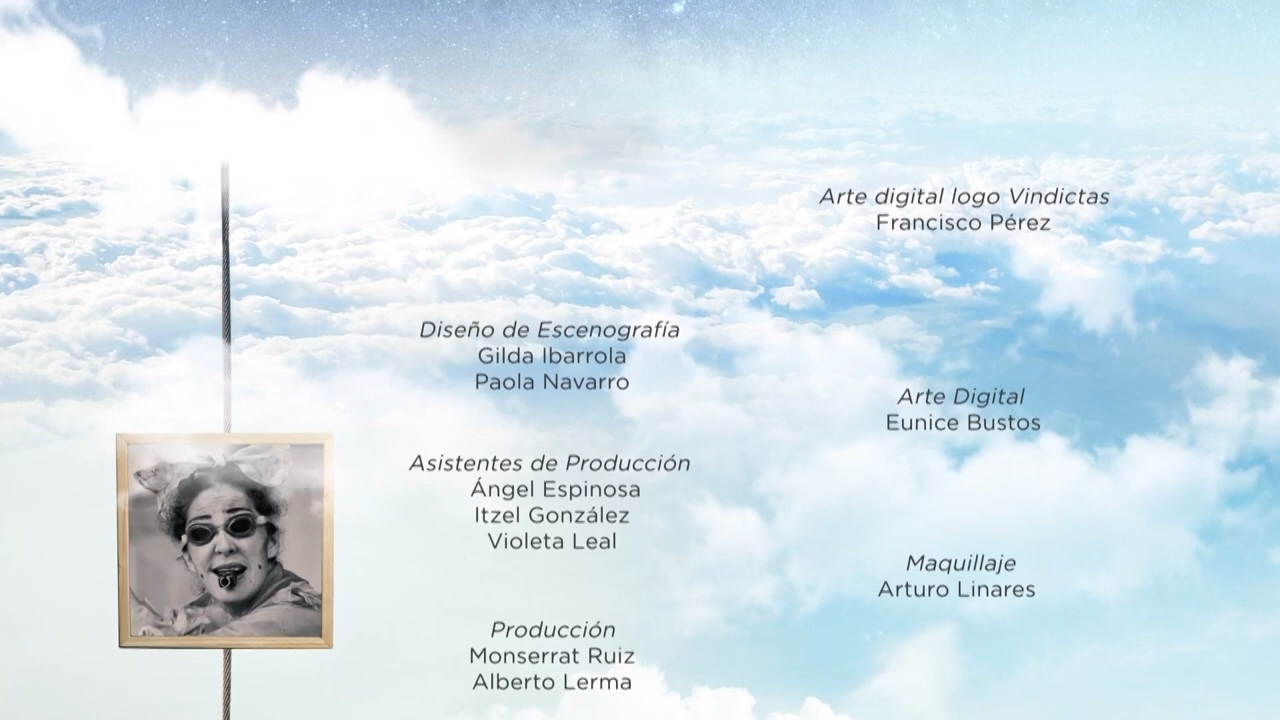 Diseño de Escenografía
Gilda Ibarrola
Paola Navarro
Asistentes de Producción
Ángel Espinosa
Itzel González
Violeta Leal
Producción
Monserrat Ruiz
Alberto Lerma
Arte digital logo Vindictas
Francisco Pérez
Arte Digital
Eunice Bustos
Maquillaje
Arturo Linares